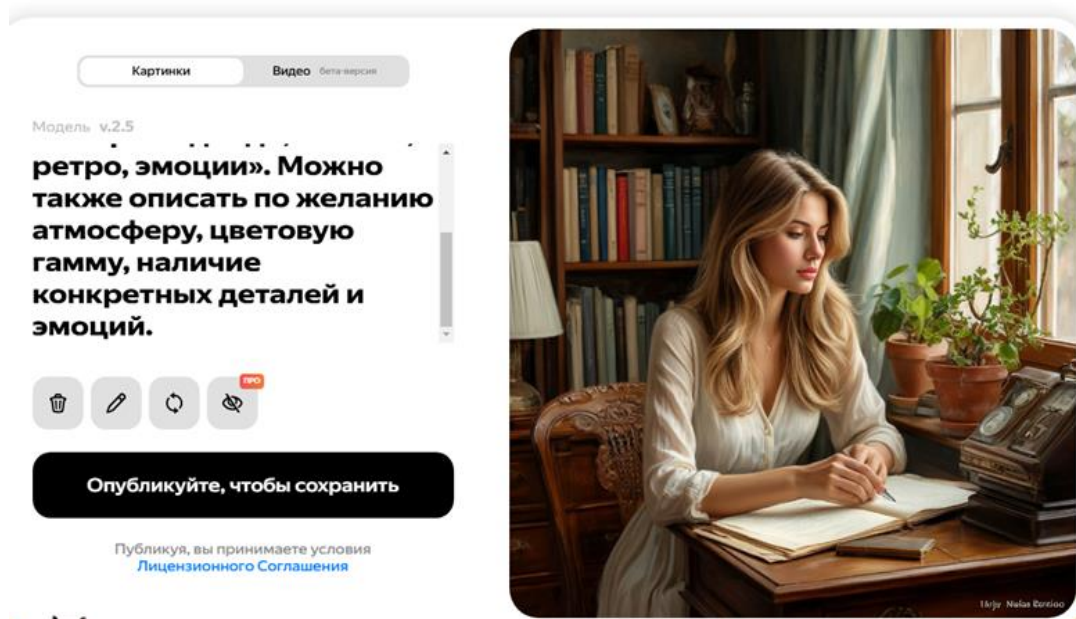 Картинки
Видео бета-версия
Модель v.2.5
ретро, эмоции». Можно
также описать по желанию
атмосферу, цветовую
гамму, наличие
конкретных деталей и
эмоций.
ПРО
Опубликуйте, чтобы сохранить
Публикуя, вы принимаете условия
Лицензионного Соглашения